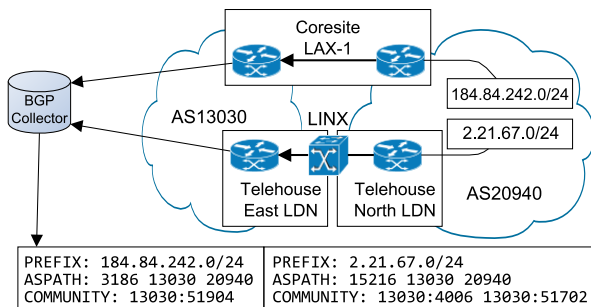 Coresite
LAX-1
BGP
Collector
AS13030
LINX
184.84.242.0/24
2.21.67.0/24
Telehouse
East LDN
Telehouse
North LDN
AS20940
PREFIX: 184.84.242.0/24
ASPATH: 3186 13030 20940
COMMUNITY: 13030:51904
PREFIX: 2.21.67.0/24
ASPATH: 15216 13030 20940
COMMUNITY: 13030:4006 13030:51702